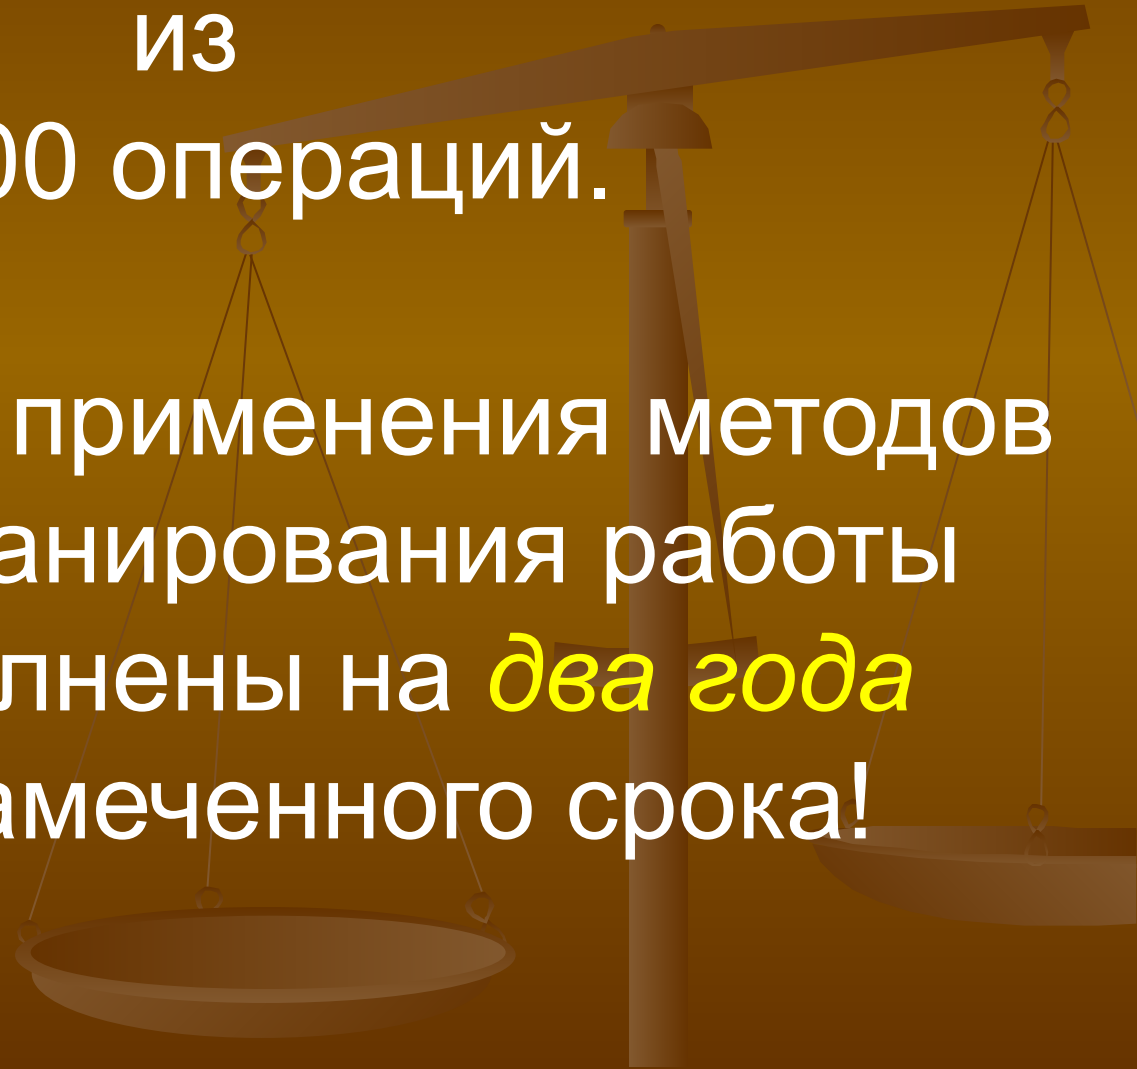 из
00 операций.
применения методов
анирования работы
лнены на два года
амеченного срока!